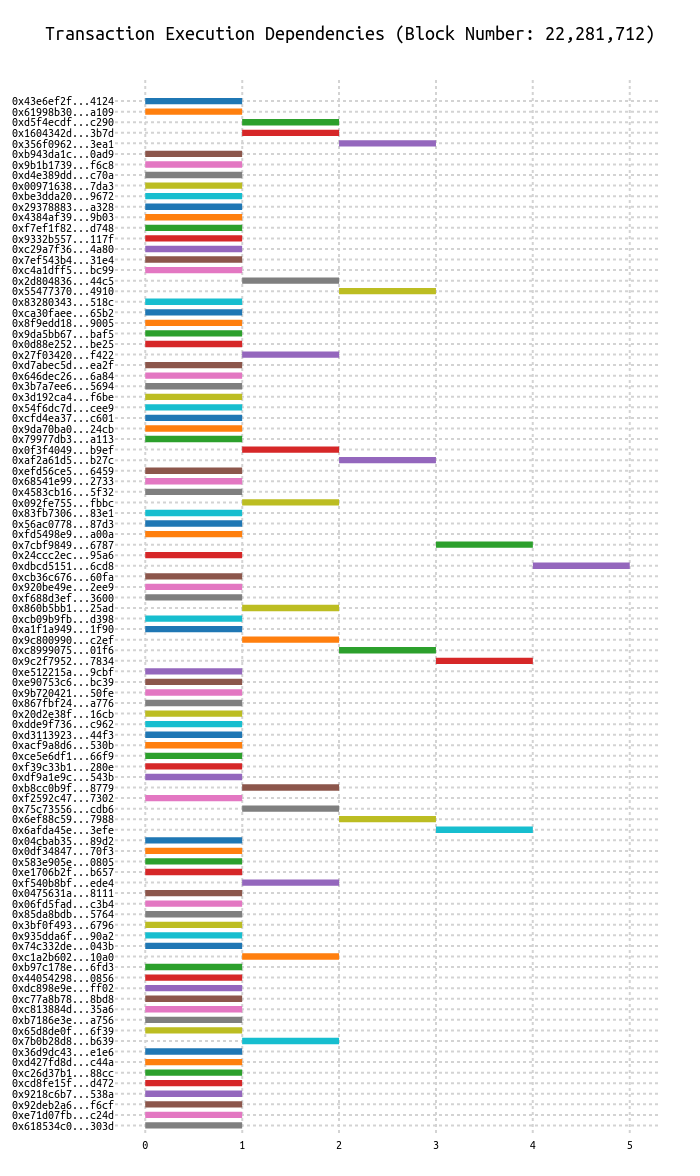 Transaction Execution Dependencies (Block Number: 22,281,712)
0x43e6ef2f...4124
0x61998b30...a109
0xd5f4ecdf...c290
0x1604342d...3b7d
0x356f0962...3ea1
0xb943da1c...0ad9
0x9b1b1739...f6c8
0xd4e389dd...c70a
0x00971638...7da3
0xbe3dda20...9672
0x29378883...a328
0x4384af39...9b03
0xf7ef1f82...d748
0x9332b557...117f
0xc29a7f36...4a80
0x7ef543b4...31e4
0xc4a1dff5...bc99
0x2d804836...44c5
0x55477370...4910
0x83280343...518c
0xca30faee...65b2
0x8f9edd18...9005
0x9da5bb67...baf5
0x0d88e252...be25
0x27f03420...f422
0xd7abec5d...ea2f
0x646dec26...6a84
0x3b7a7ee6...5694
0x3d192ca4...f6be
0x54f6dc7d...cee9
0xcfd4ea37...c601
0x9da70ba0...24cb
0x79977db3...a113
0x0f3f4049...b9ef
0xaf2a61d5...b27c
0xefd56ce5...6459
0x68541e99...2733
0x4583cb16...5f32
0x092fe755...fbbc
0x83fb7306...83e1
0x56ac0778...87d3
0xfd5498e9...a00a
0x7cbf9849...6787
0x24ccc2ec...95a6
0xdbcd5151...6cd8
0xcb36c676...60fa
0x920be49e...2ee9
0xf688d3ef...3600
0x860b5bb1...25ad
0xcb09b9fb...d398
0xa1f1a949...1f90
0x9c800990...c2ef
0xc8999075...01f6
0x9c2f7952...7834
0xe512215a...9cbf
0xe90753c6...bc39
0x9b720421...50fe
0x867fbf24...a776
0x20d2e38f...16cb
0xdde9f736...c962
0xd3113923...44f3
0xacf9a8d6...530b
0xce5e6df1...66f9
0xf39c33b1...280e
0xdf9a1e9c...543b
0xb8cc0b9f...8779
0xf2592c47...7302
0x75c73556...cdb6
0x6ef88c59...7988
0x6afda45e...3efe
0x04cbab35...89d2
0x0df34847...70f3
0x583e905e...0805
0xe1706b2f...b657
0xf540b8bf...ede4
0x0475631a...8111
0x06fd5fad...c3b4
0x85da8bdb...5764
0x3bf0f493...6796
0x935dda6f...90a2
0x74c332de...043b
0xc1a2b602...10a0
0xb97c178e...6fd3
0x44054298...0856
0xdc898e9e...ff02
0xc77a8b78...8bd8
0xc813884d...35a6
0xb7186e3e...a756
0x65d8de0f...6f39
0x7b0b28d8...b639
0x36d9dc43...e1e6
0xd427fd8d...c44a
0xc26d37b1...88cc
0xcd8fe15f...d472
0x9218c6b7...538a
0x92deb2a6...f6cf
0xe71d07fb...c24d
0x618534c0...303d
0 1 2 3 4 5